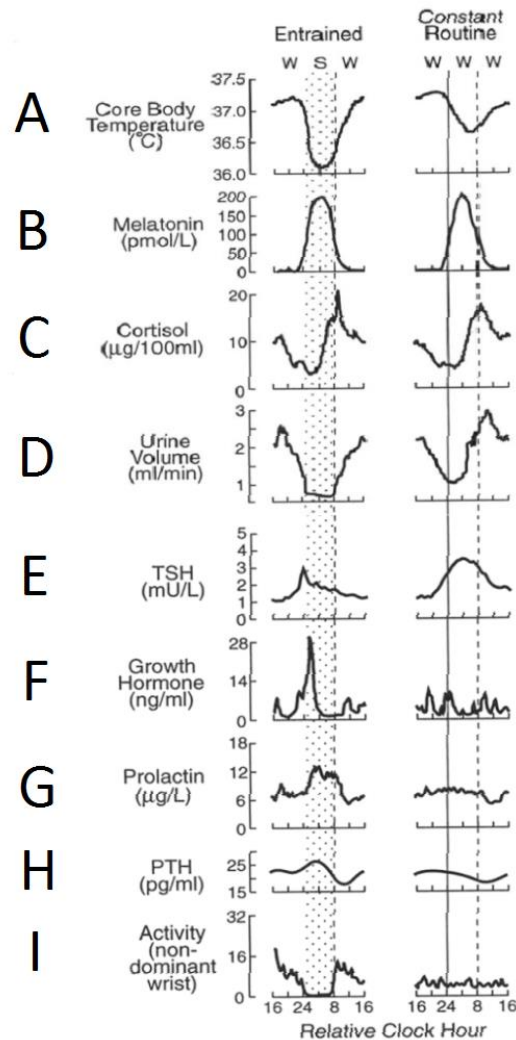 Constant
Entrained Routine
W S W W W W
A
Core Body
Temperature
(°C)
37.5
37.0
36.5
36.0
B
Melatonin
(pmol/L)
200
150
100
50
0
C
Cortisol
(µg/100ml)
20
10
0
D
Urine
Volume
(ml/min)
3
2
1
E
TSH
(mU/L)
5
4
3
2
1
0
F
Growth
Hormone
(ng/ml)
28
14
0
G
Prolactin
(µg/L)
18
12
6
0
H
PTH
(pg/ml)
25
15
I
Activity
(non-
dominant
wrist)
32
16
0
16 24 8 16 16 24 8 16
Relative Clock Hour